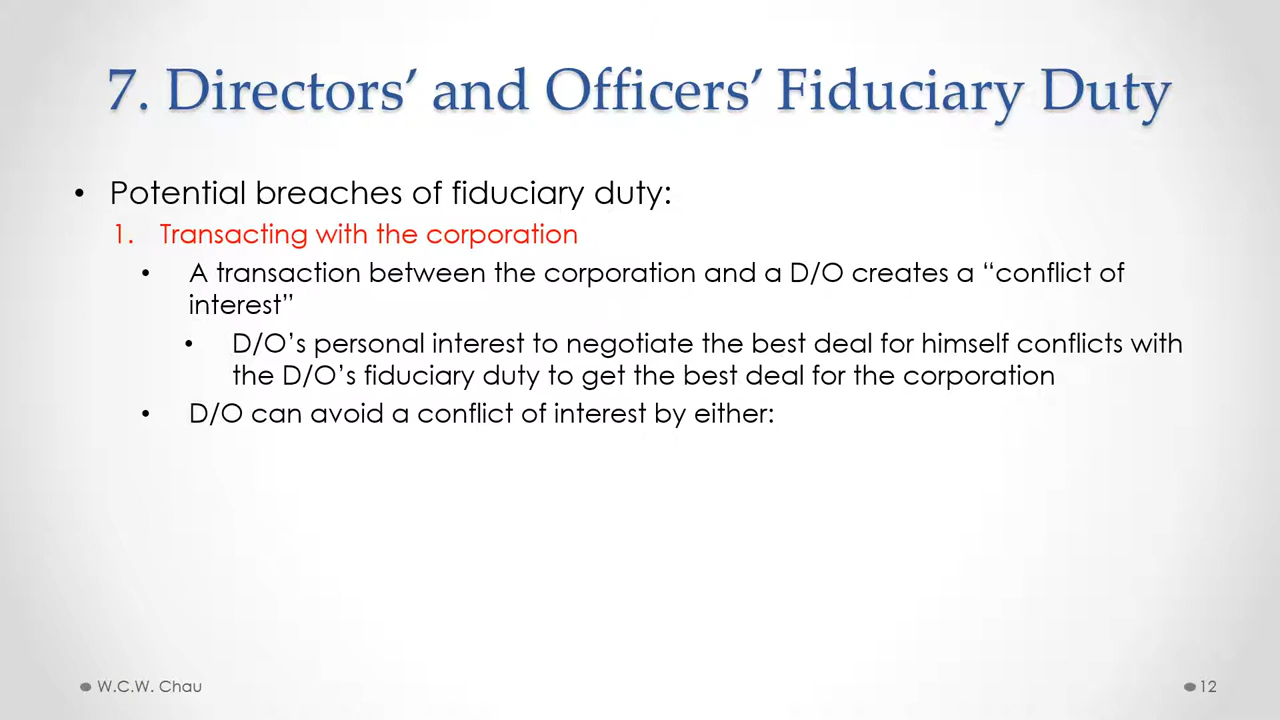 7. Directors’ and Officers’ Fiduciary Duty
• Potential breaches of fiduciary duty:
1. Transacting with the corporation
• A transaction between the corporation and a D/O creates a “conflict of
interest”
• D/O’s personal interest to negotiate the best deal for himself conflicts with
the D/O’s fiduciary duty to get the best deal for the corporation
• D/O can avoid a conflict of interest by either:
W.C.W. Chau
12